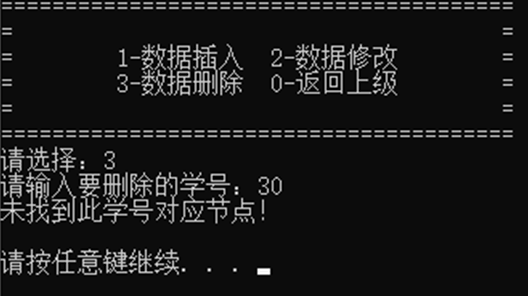 ========================================
=                                      =
=        1-数据插入  2-数据修改        =
=        3-数据删除  0-返回上级        =
=                                      =
========================================
请选择：3
请输入要删除的学号：30
未找到此学号对应节点！
请按任意键继续. . .